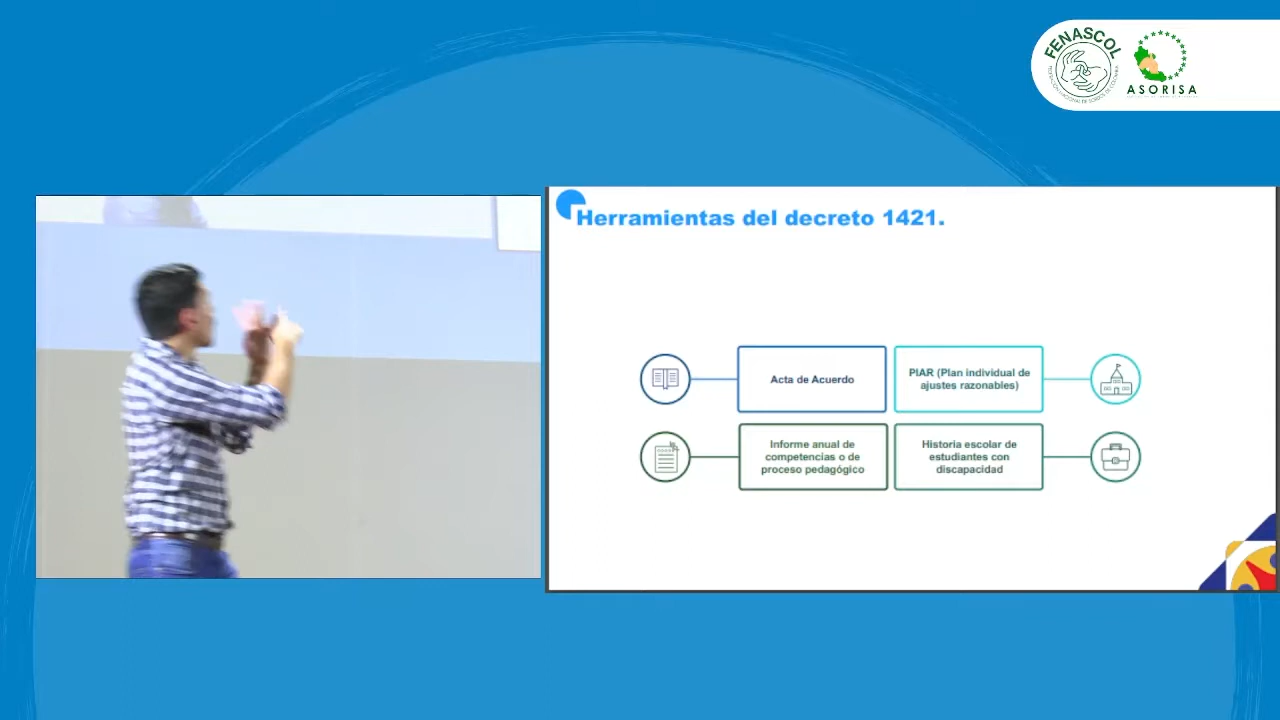 FENASCOL
ASORISA
Herramientas del decreto 1421.
Acta de Acuerdo
PIAR (Plan individual de
ajustes razonables)
Informe anual de
competencias o de
proceso pedagógico
Historia escolar de
estudiantes con
discapacidad